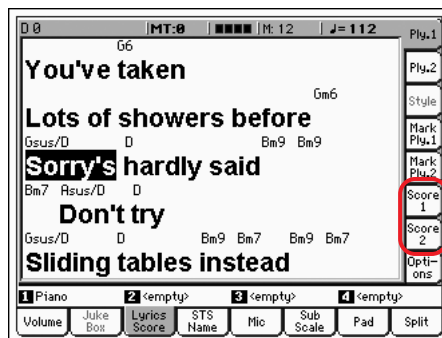 D 0 MT:0 M: 12 ♩=112
Ply.1
G6
You've taken
Ply.2
Gm6
Style
Lots of showers before
Mark Ply.1
Gsus/D D Bm9 Bm9
Mark Ply.2
Sorry's hardly said
Bm7 Asus/D D
Score 1
Don't try
Score 2
Gsus/D D Bm9 Bm7 Bm9 Bm7
Sliding tables instead
Opti-ons
1 Piano 2 <empty> 3 <empty> 4 <empty>
Volume Juke Box Lyrics Score STS Name Mic Sub Scale Pad Split